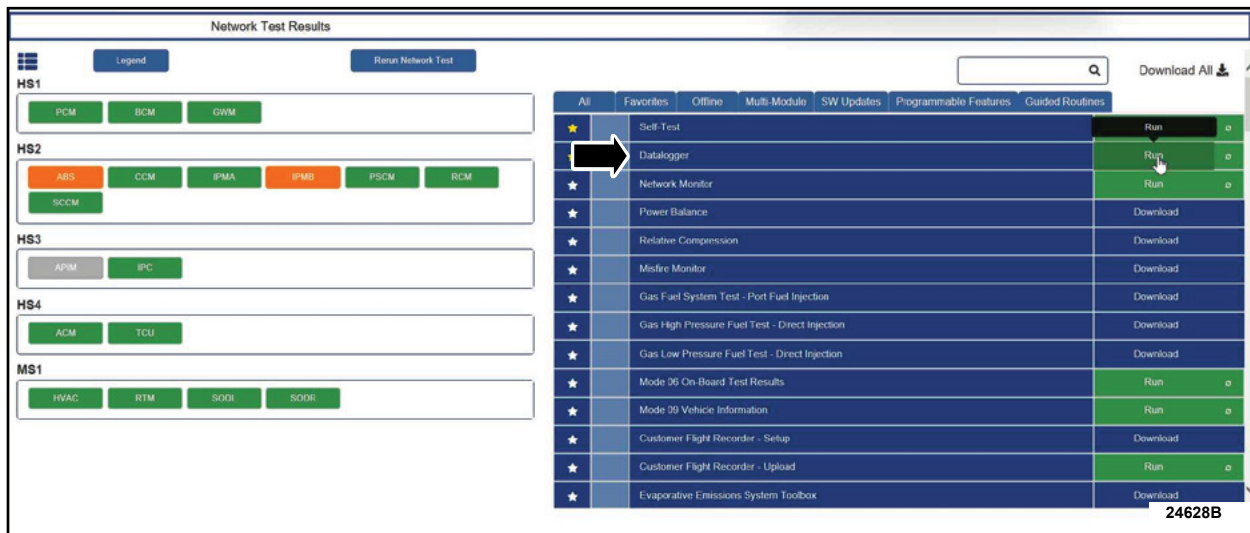 Network Test Results
Legend
Rerun Network Test
HS1
PCM BCM GWM
HS2
ABS CCM IPMA IPMB PSCM RCM
SCCM
HS3
APIM IPC
HS4
ACM TCU
MS1
HVAC RTM SODL SODR
Download All
All Favorites Offline Multi-Module SW Updates Programmable Features Guided Routines
Self-Test Run
Datalogger Run
Network Monitor Run
Power Balance Download
Relative Compression Download
Misfire Monitor Download
Gas Fuel System Test - Port Fuel Injection Download
Gas High Pressure Fuel Test - Direct Injection Download
Gas Low Pressure Fuel Test - Direct Injection Download
Mode 06 On-Board Test Results Run
Mode 09 Vehicle Information Run
Customer Flight Recorder - Setup Download
Customer Flight Recorder - Upload Run
Evaporative Emissions System Toolbox Download
24628B